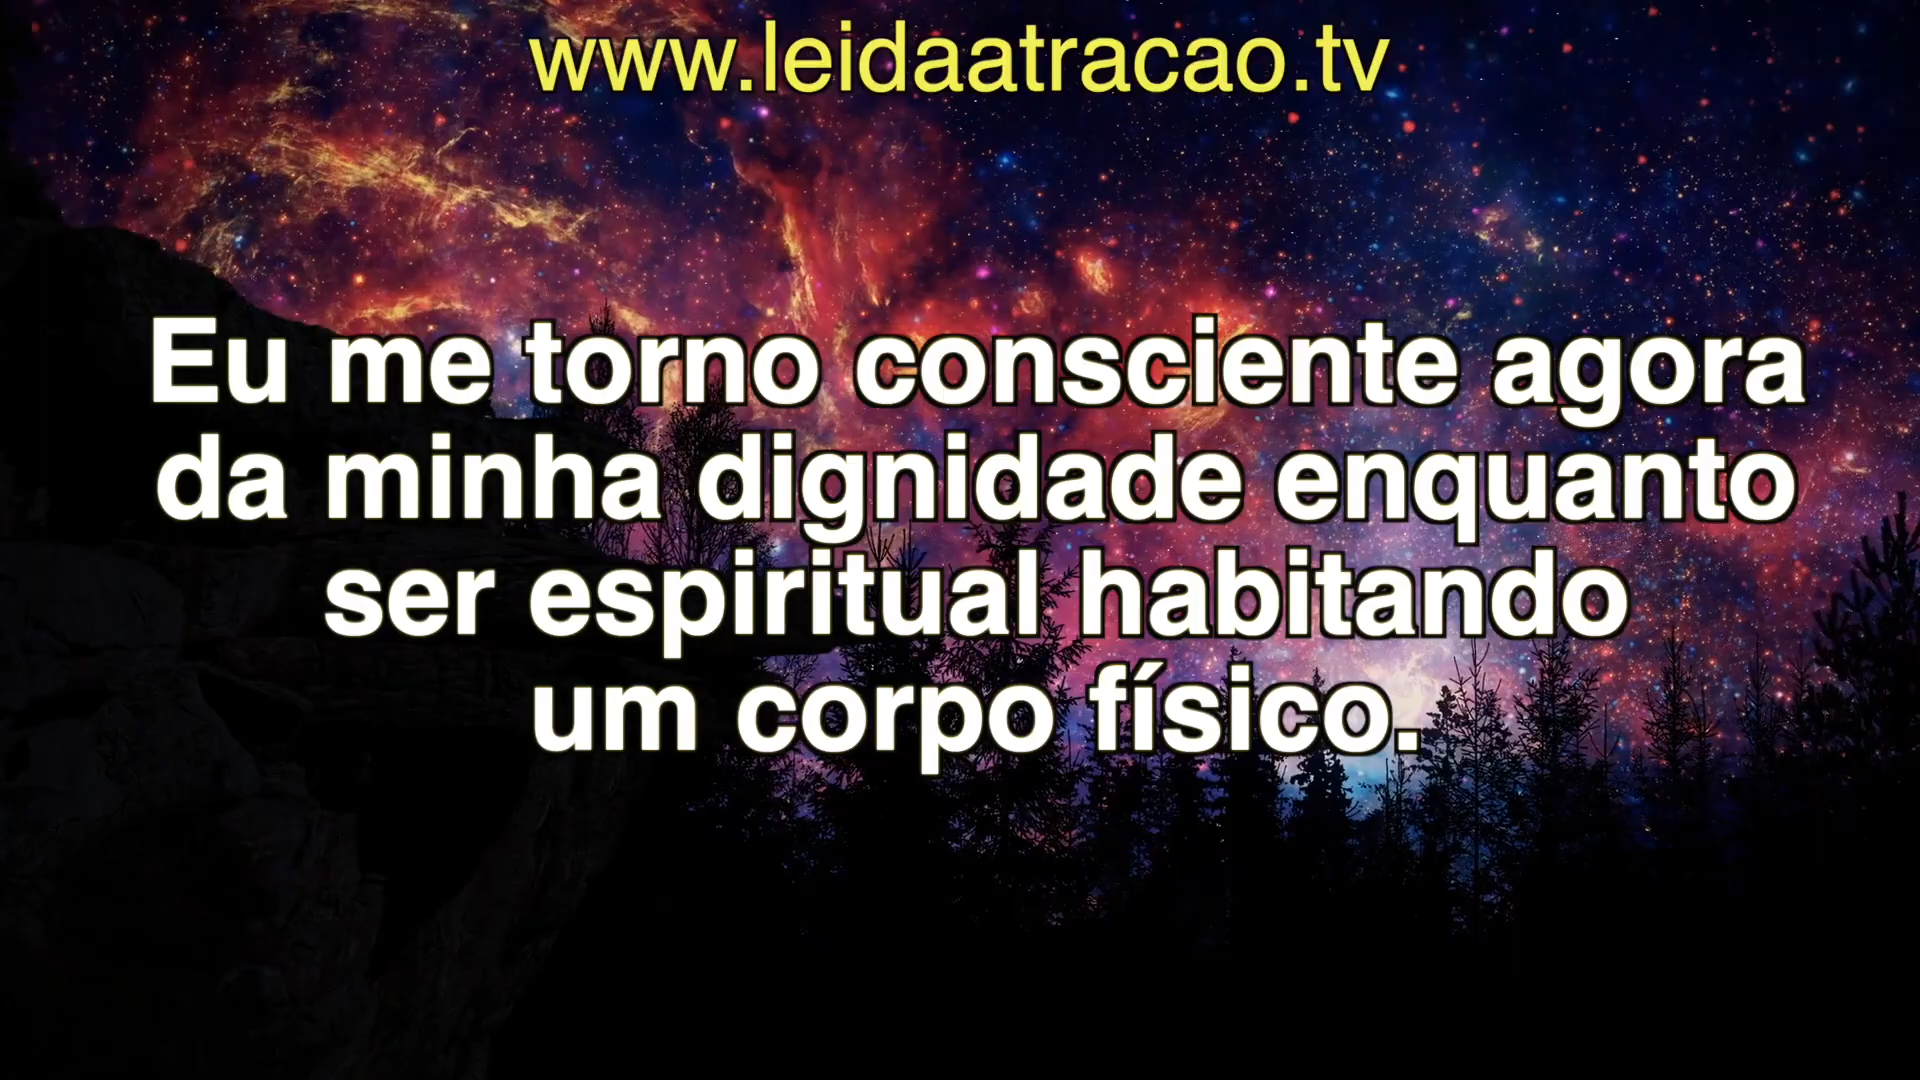 www.leidaatracao.tv
Eu me torno consciente agora
da minha dignidade enquanto
ser espiritual habitando
um corpo físico.